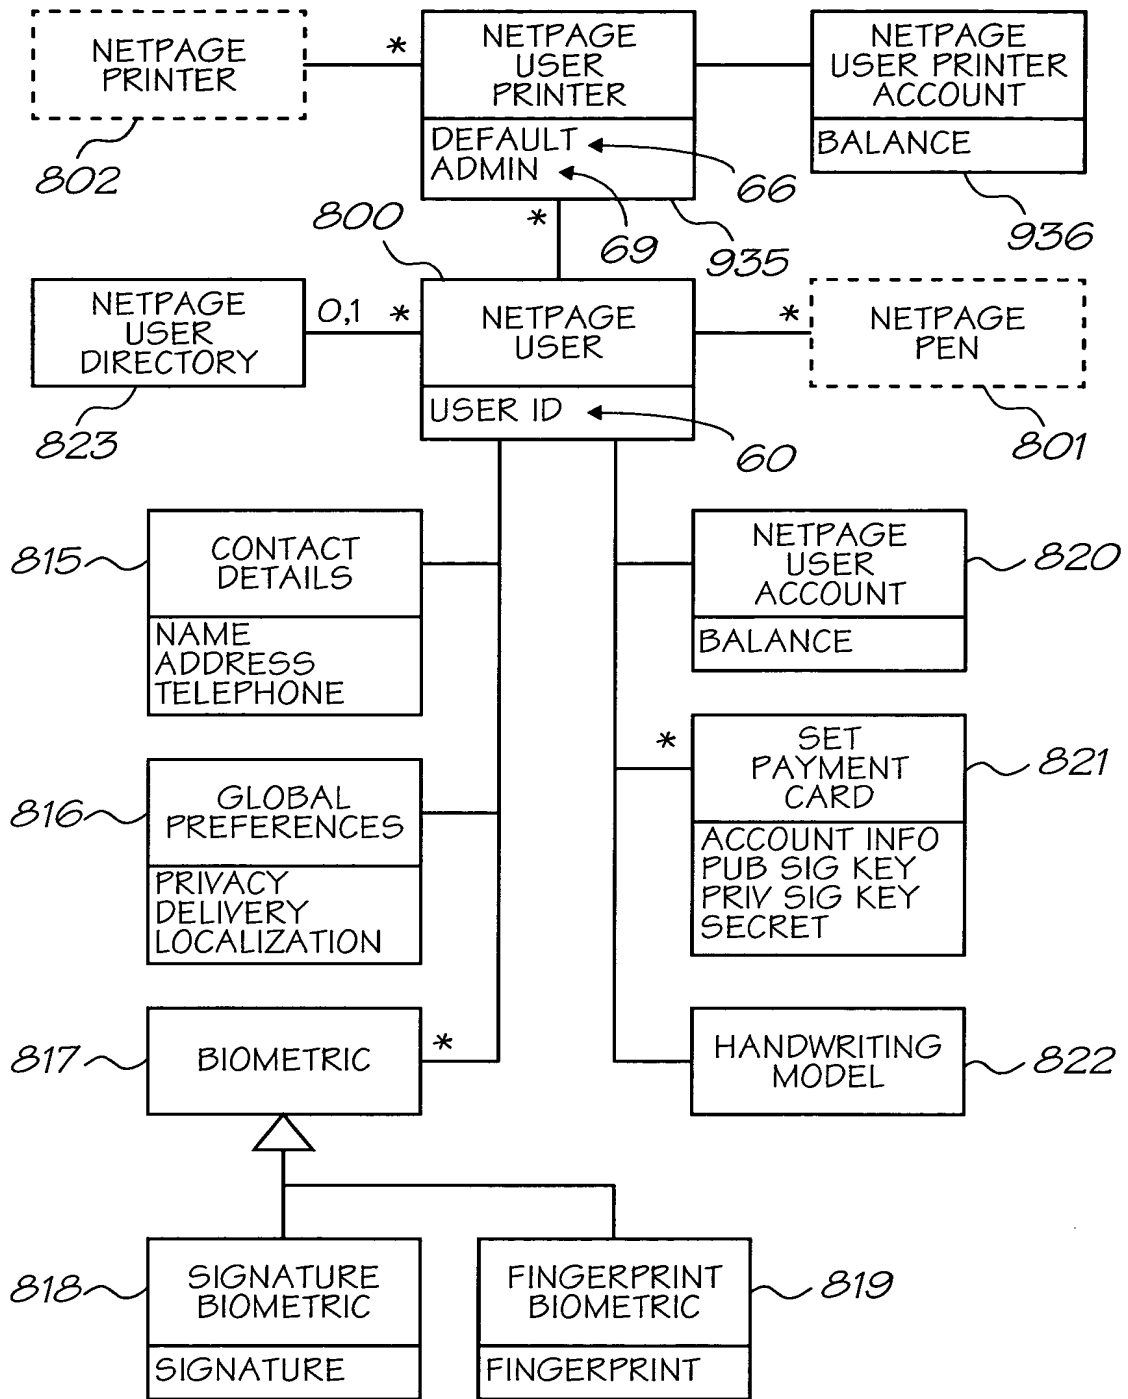 NETPAGE
PRINTER
802
*
NETPAGE
USER
PRINTER
DEFAULT
ADMIN
66
69
935
NETPAGE
USER PRINTER
ACCOUNT
BALANCE
936
*
800
NETPAGE
USER
DIRECTORY
823
0,1
*
NETPAGE
USER
USER ID
60
*
NETPAGE
PEN
801
815
CONTACT
DETAILS
NAME
ADDRESS
TELEPHONE
NETPAGE
USER
ACCOUNT
BALANCE
820
816
GLOBAL
PREFERENCES
PRIVACY
DELIVERY
LOCALIZATION
*
SET
PAYMENT
CARD
ACCOUNT INFO
PUB SIG KEY
PRIV SIG KEY
SECRET
821
817
BIOMETRIC
*
HANDWRITING
MODEL
822
818
SIGNATURE
BIOMETRIC
SIGNATURE
FINGERPRINT
BIOMETRIC
FINGERPRINT
819